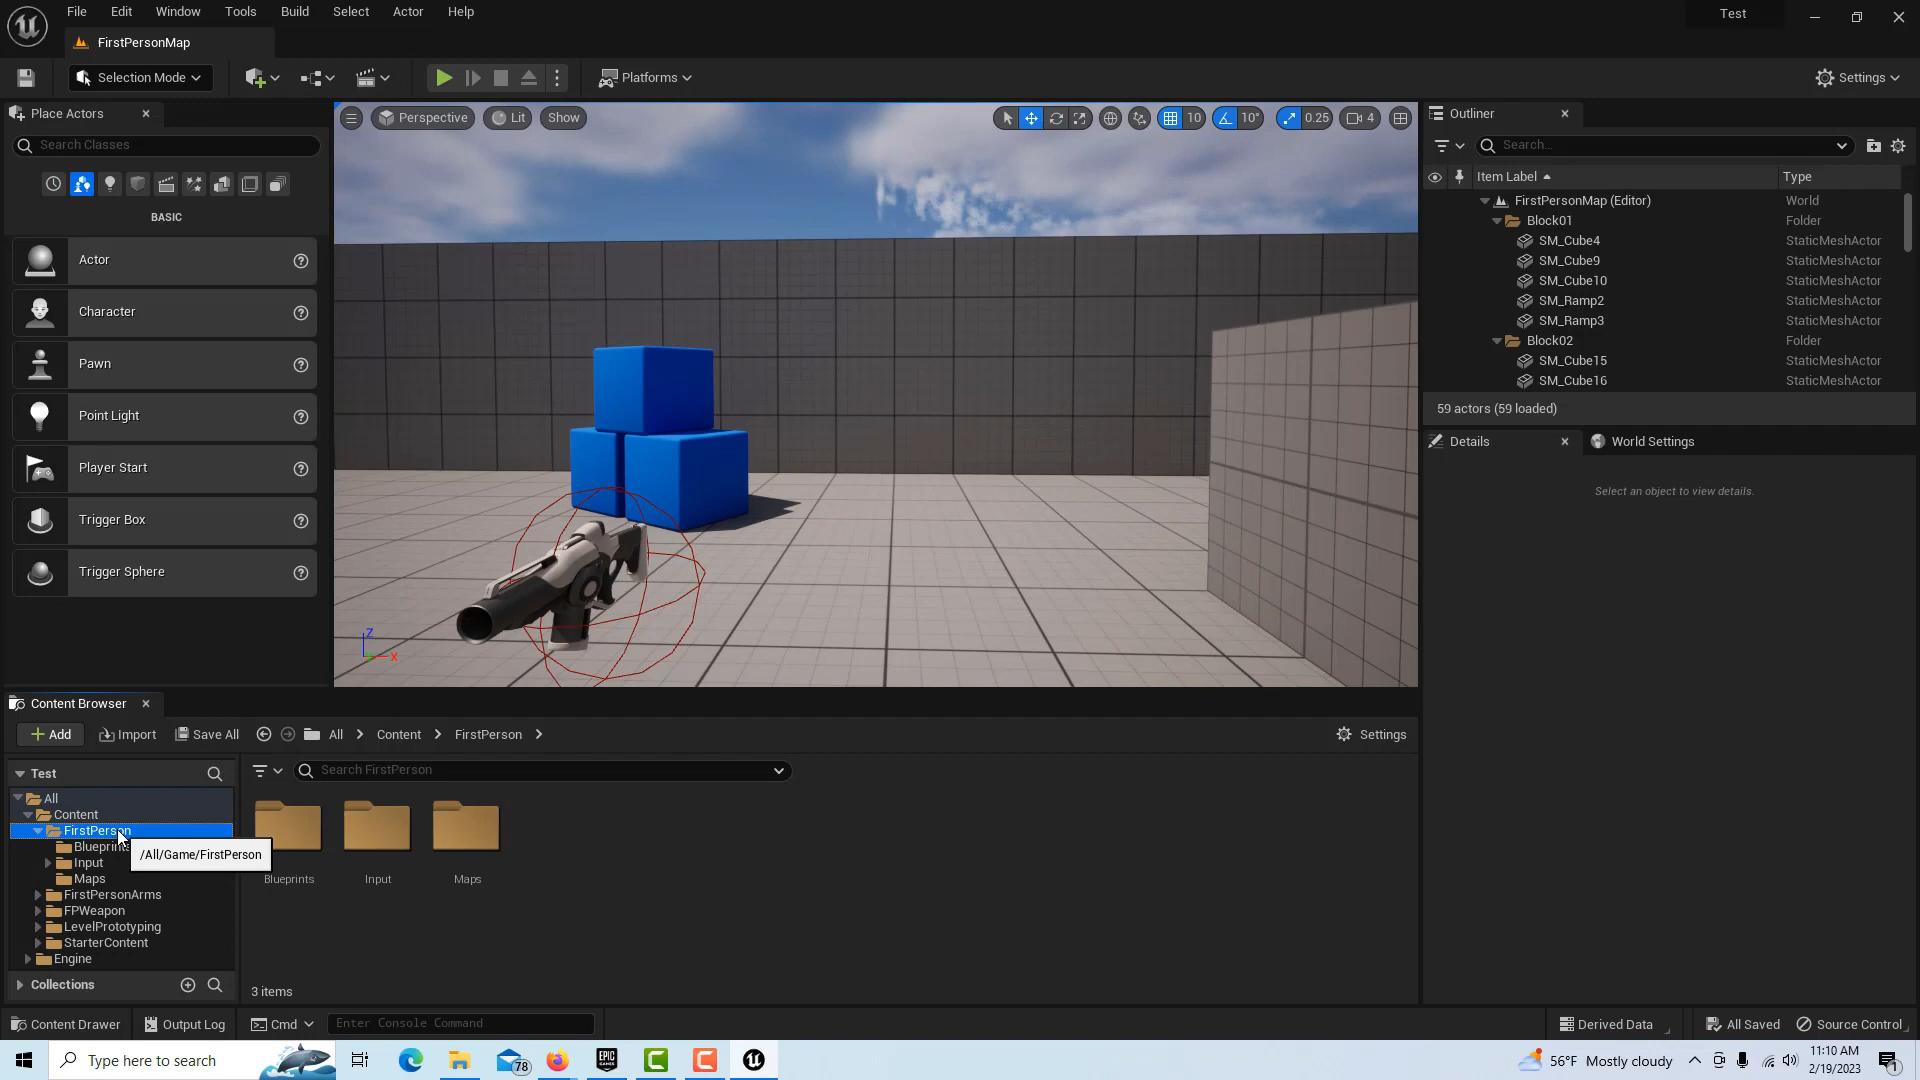 File Edit Window Tools Build Select Actor Help
Test
FirstPersonMap
Selection Mode
Platforms
Settings
Place Actors
Search Classes
BASIC
Actor
Character
Pawn
Point Light
Player Start
Trigger Box
Trigger Sphere
Perspective Lit Show
10 10° 0.25 4
Z
X
Outliner
Search...
Item Label Type
FirstPersonMap (Editor) World
Block01 Folder
SM_Cube4 StaticMeshActor
SM_Cube9 StaticMeshActor
SM_Cube10 StaticMeshActor
SM_Ramp2 StaticMeshActor
SM_Ramp3 StaticMeshActor
Block02 Folder
SM_Cube15 StaticMeshActor
SM_Cube16 StaticMeshActor
59 actors (59 loaded)
Details World Settings
Select an object to view details.
Content Browser
Add Import Save All All Content FirstPerson Settings
Test
Search FirstPerson
All
Content
FirstPerson
Blueprints
/All/Game/FirstPerson
Input
Maps
FirstPersonArms
FPWeapon
LevelPrototyping
StarterContent
Engine
Collections
Blueprints Input Maps
3 items
Content Drawer Output Log Cmd Enter Console Command Derived Data All Saved Source Control
Type here to search
78
EPIC
GAMES
56°F Mostly cloudy
11:10 AM
2/19/2023
1